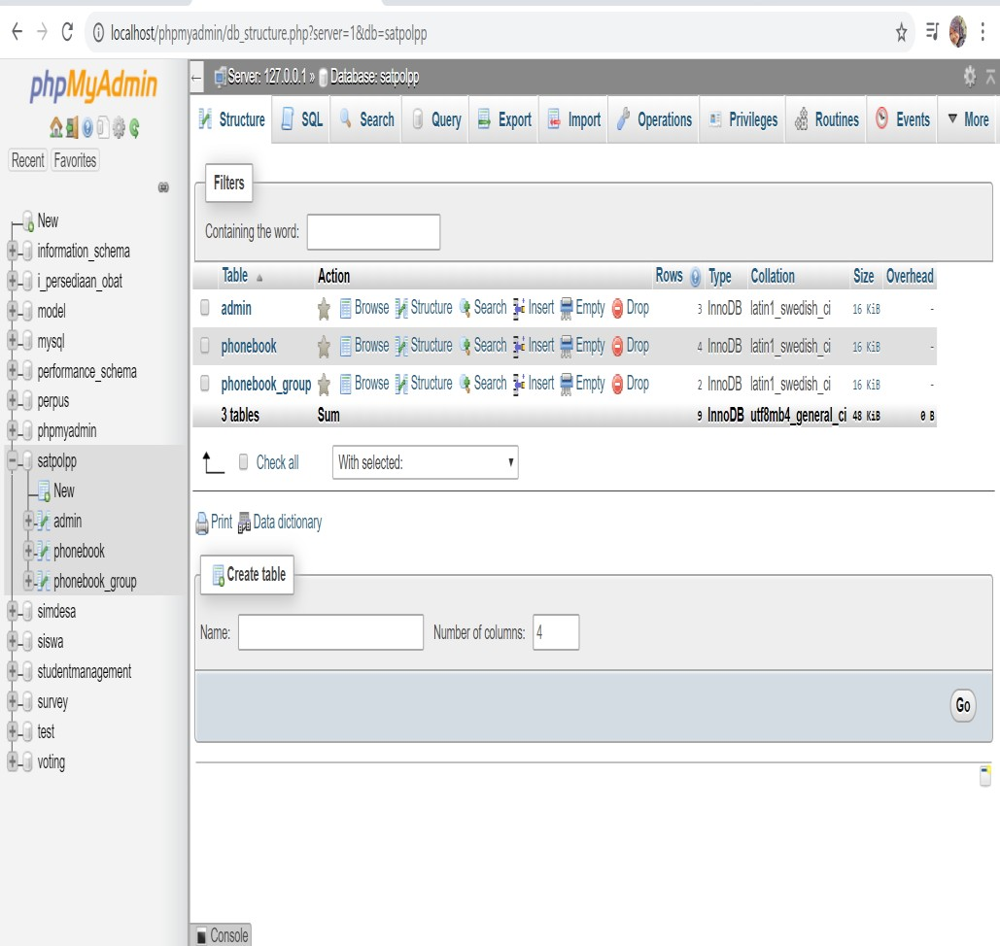 localhost/phpmyadmin/db_structure.php?server=1&db=satpolpp
phpMyAdmin
Recent Favorites
New
information_schema
i_persediaan_obat
model
mysql
performance_schema
perpus
phpmyadmin
satpolpp
New
admin
phonebook
phonebook_group
simdesa
siswa
studentmanagement
survey
test
voting
Server: 127.0.0.1 » Database: satpolpp
Structure SQL Search Query Export Import Operations Privileges Routines Events More
Filters
Containing the word:
Table Action Rows Type Collation Size Overhead
admin Browse Structure Search Insert Empty Drop 3 InnoDB latin1_swedish_ci 16 KiB -
phonebook Browse Structure Search Insert Empty Drop 4 InnoDB latin1_swedish_ci 16 KiB -
phonebook_group Browse Structure Search Insert Empty Drop 2 InnoDB latin1_swedish_ci 16 KiB -
3 tables Sum 9 InnoDB utf8mb4_general_ci 48 KiB 0 B
Check all With selected:
Print Data dictionary
Create table
Name: Number of columns: 4
Go
Console